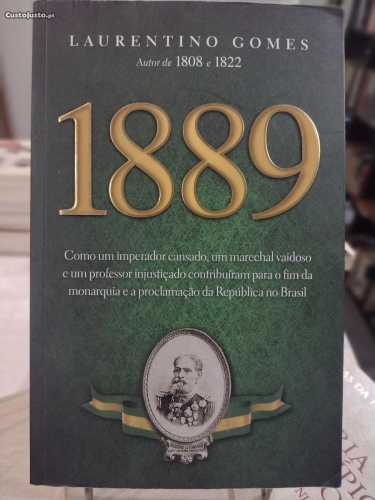 CustoJusto.pt
LAURENTINO GOMES
Autor de 1808 e 1822
1889
Como um imperador cansado, um marechal vaidoso
e um professor injustiçado contribuíram para o fim da
monarquia e a proclamação da República no Brasil